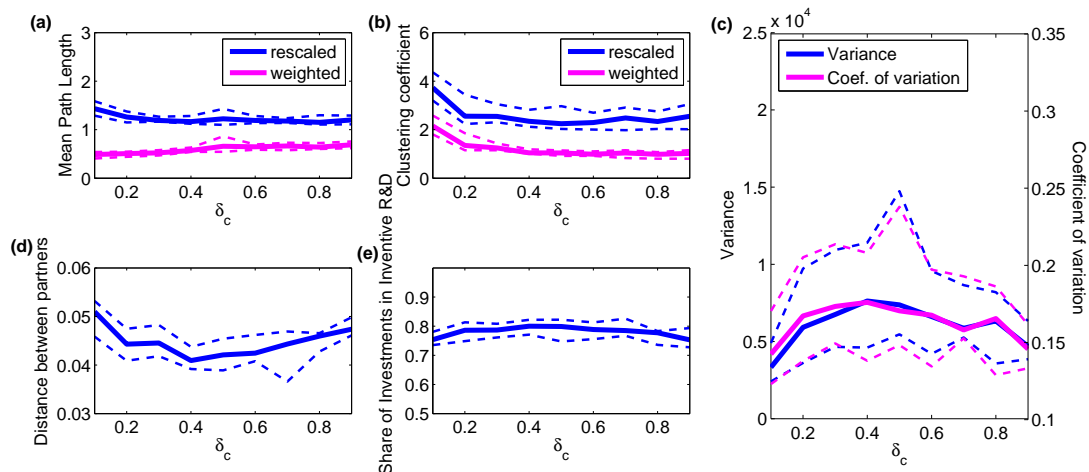 (a)
3
2
1
0
Mean Path Length
rescaled
weighted
0.2 0.4 0.6 0.8
δc
(b)
6
4
2
0
Clustering coefficient
rescaled
weighted
0.2 0.4 0.6 0.8
δc
(c)
x 10^4
2.5
2
1.5
1
0.5
0
Variance
Variance
Coef. of variation
0.35
0.3
0.25
0.2
0.15
0.1
Coefficient of variation
0.2 0.4 0.6 0.8
δc
(d)
0.06
0.05
0.04
0.03
Distance between partners
0.2 0.4 0.6 0.8
δc
(e)
0.9
0.8
0.7
0.6
0.5
Share of Investments in Inventive R&D
0.2 0.4 0.6 0.8
δc